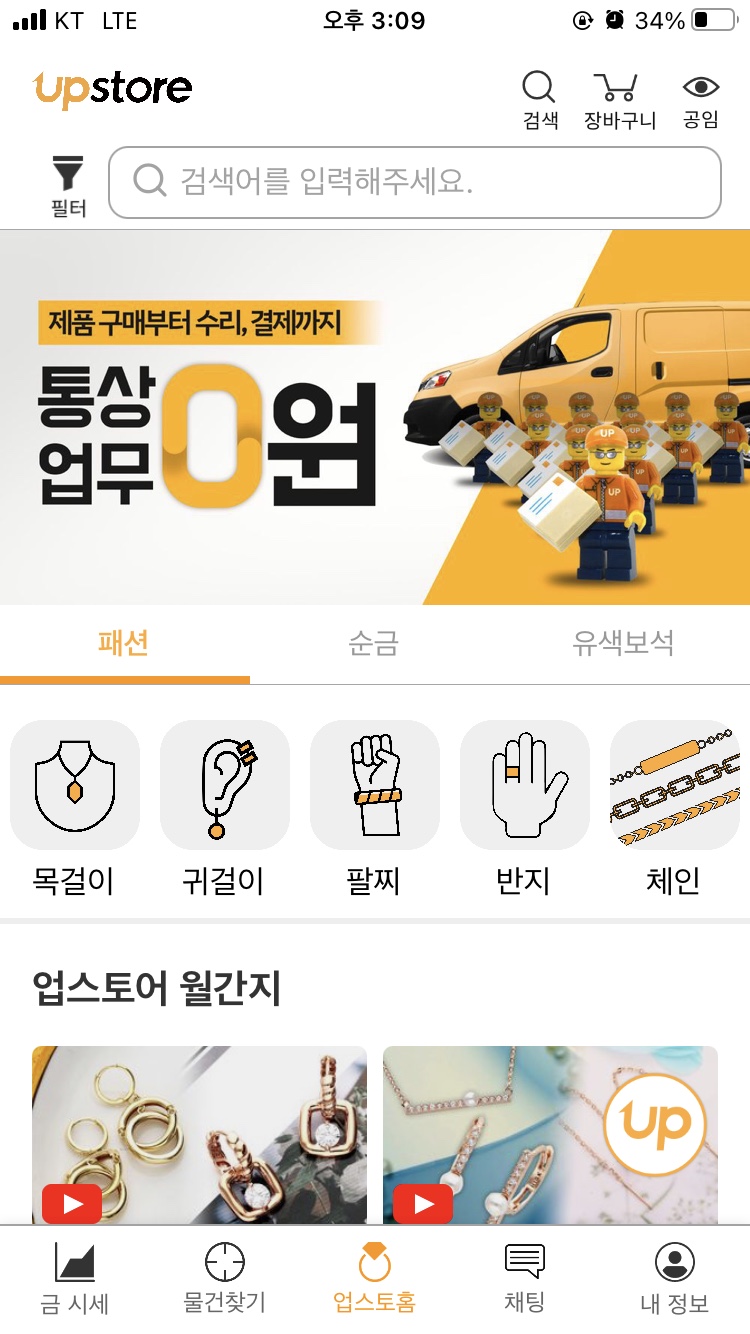 KT LTE 오후 3:09 34%
upstore
검색 장바구니 공임
필터
검색어를 입력해주세요.
제품 구매부터 수리, 결제까지
통상
업무
0원
UP
UP
패션 순금 유색보석
목걸이 귀걸이 팔찌 반지 체인
업스토어 월간지
up
금 시세 물건찾기 업스토홈 채팅 내 정보